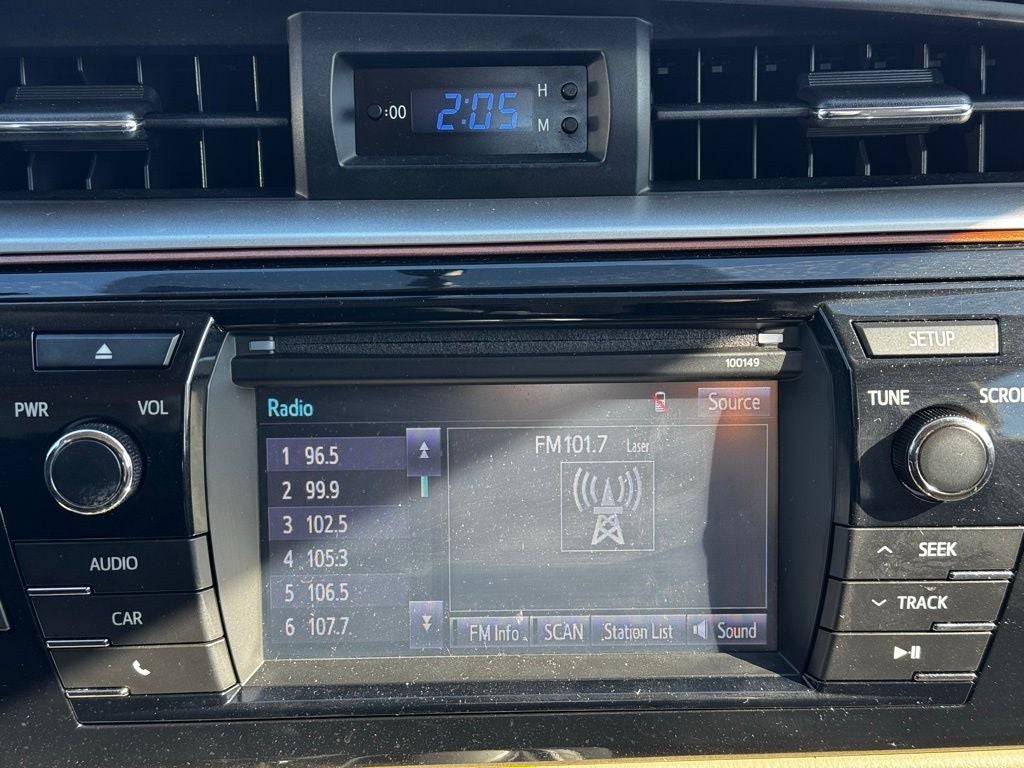 :00 2:05 H
M
SETUP
100149
PWR VOL
TUNE SCROL
Radio Source
FM101.7 Laser
1 96.5
2 99.9
3 102.5
4 105.3
5 106.5
6 107.7
FM Info. SCAN Station List Sound
AUDIO
CAR
SEEK
TRACK